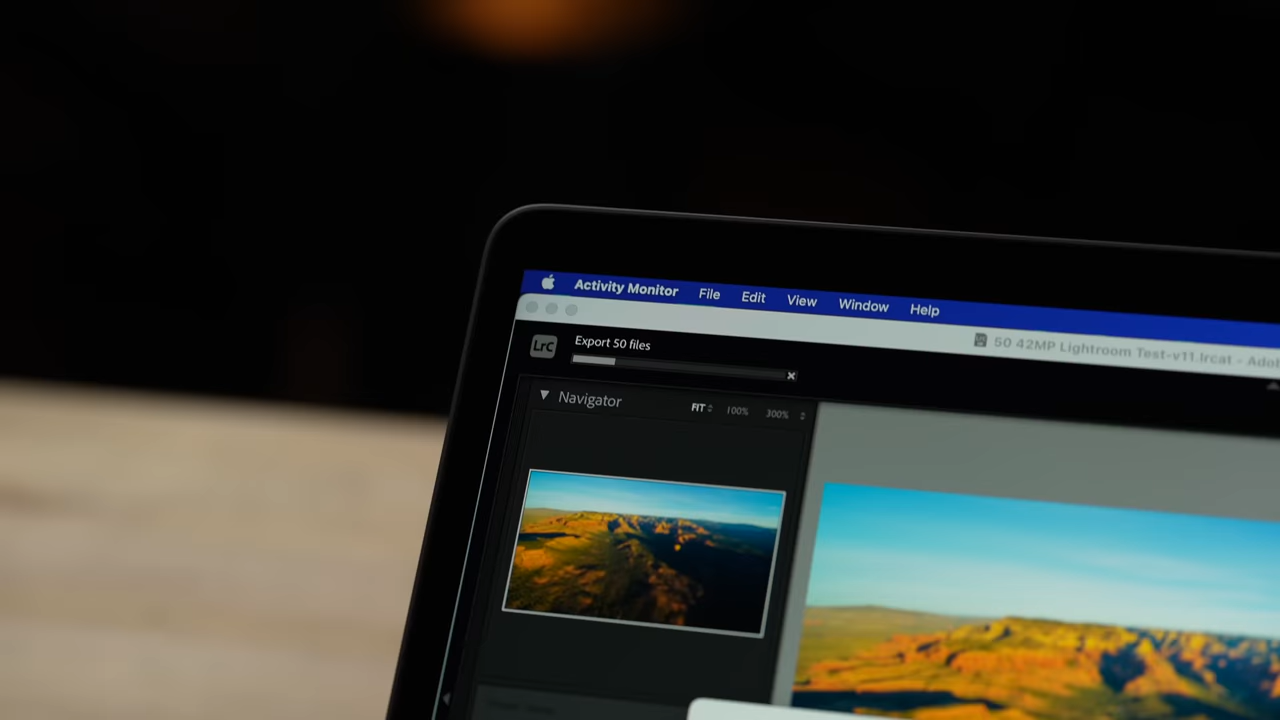 Activity Monitor File Edit View Window Help
50 42MP Lightroom Test-v11.lrcat - Adob
LrC
Export 50 files
Navigator FIT 100% 300%